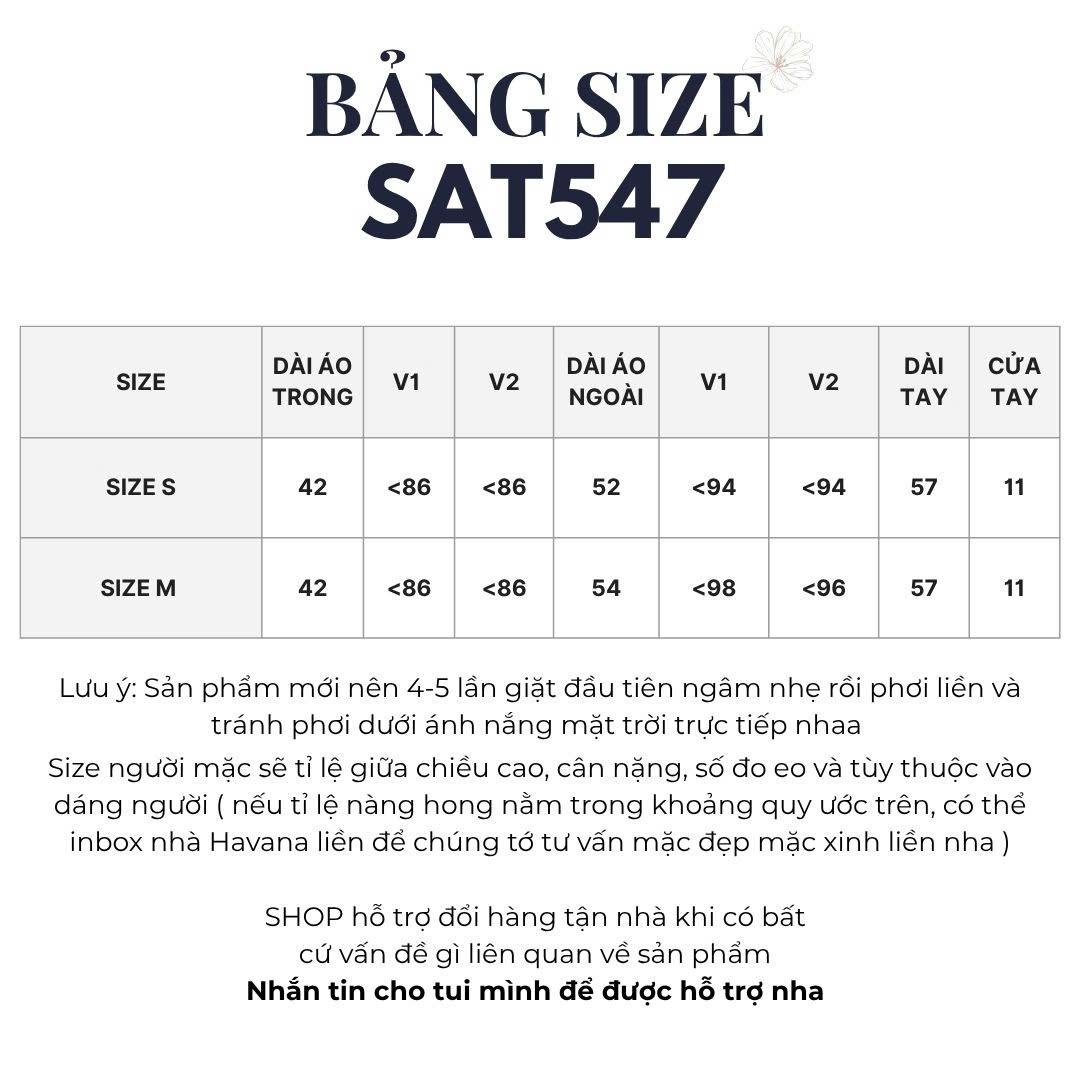 BẢNG SIZE
SAT547
SIZE DÀI ÁO TRONG V1 V2 DÀI ÁO NGOÀI V1 V2 DÀI TAY CỬA TAY
SIZE S 42 <86 <86 52 <94 <94 57 11
SIZE M 42 <86 <86 54 <98 <96 57 11
Lưu ý: Sản phẩm mới nên 4-5 lần giặt đầu tiên ngâm nhẹ rồi phơi liền và
tránh phơi dưới ánh nắng mặt trời trực tiếp nhaa
Size người mặc sẽ tỉ lệ giữa chiều cao, cân nặng, số đo eo và tùy thuộc vào
dáng người ( nếu tỉ lệ nàng hong nằm trong khoảng quy ước trên, có thể
inbox nhà Havana liền để chúng tớ tư vấn mặc đẹp mặc xinh liền nha )
SHOP hỗ trợ đổi hàng tận nhà khi có bất
cứ vấn đề gì liên quan về sản phẩm
Nhắn tin cho tui mình để được hỗ trợ nha